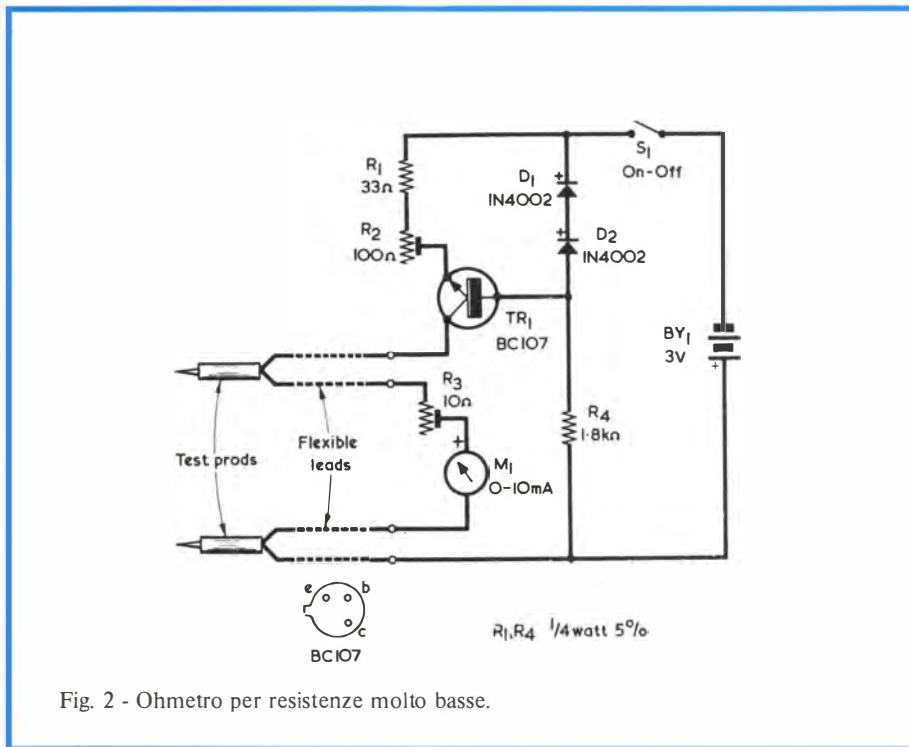 R1
33Ω
R2
100Ω
D1
1N4002
D2
1N4002
S1
On-Off
TR1
BC107
BY1
3V
+
+
+
R3
10Ω
+
R4
1·8kΩ
M1
0-10mA
Test prods
Flexible
leads
e
b
c
BC107
R1,R4 1/4 watt 5%
Fig. 2 - Ohmetro per resistenze molto basse.